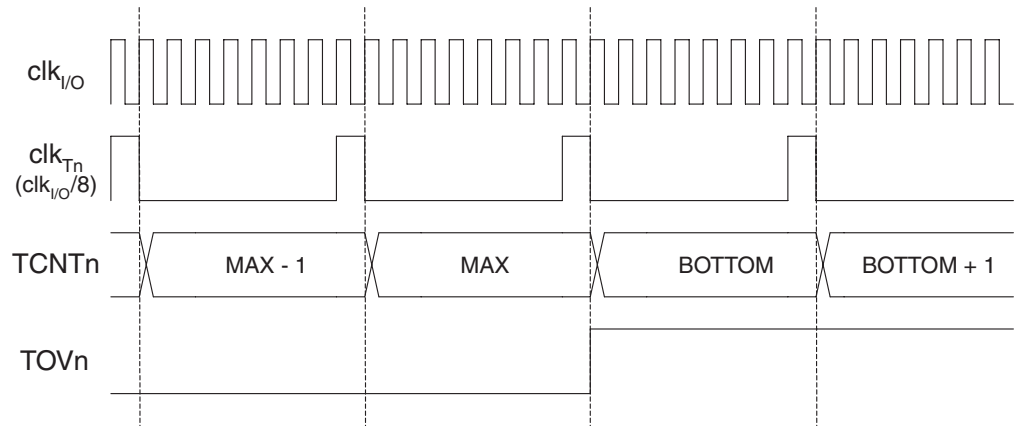 clkI/O
clkTn
(clkI/O/8)
TCNTn MAX - 1 MAX BOTTOM BOTTOM + 1
TOVn